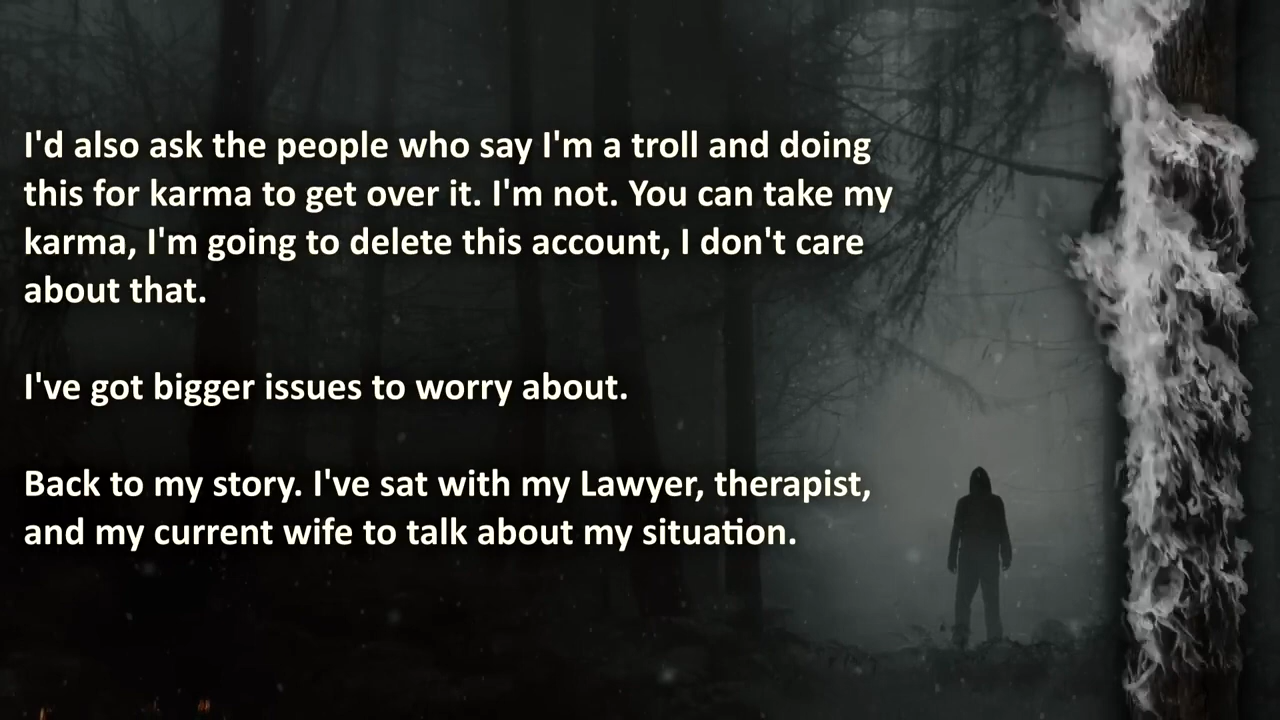 I'd also ask the people who say I'm a troll and doing
this for karma to get over it. I'm not. You can take my
karma, I'm going to delete this account, I don't care
about that.
I've got bigger issues to worry about.
Back to my story. I've sat with my Lawyer, therapist,
and my current wife to talk about my situation.